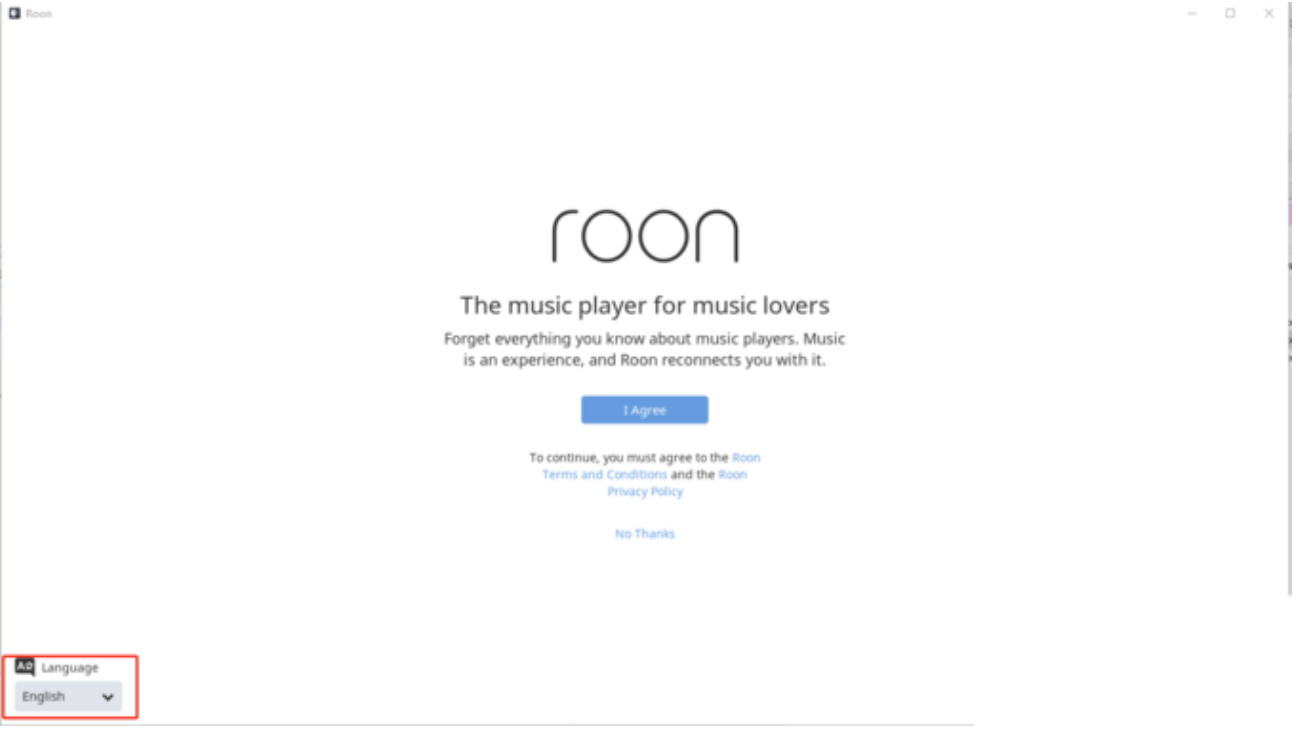 Roon
roon
The music player for music lovers
Forget everything you know about music players. Music
is an experience, and Roon reconnects you with it.
I Agree
To continue, you must agree to the Roon
Terms and Conditions and the Roon
Privacy Policy
No Thanks
Language
English